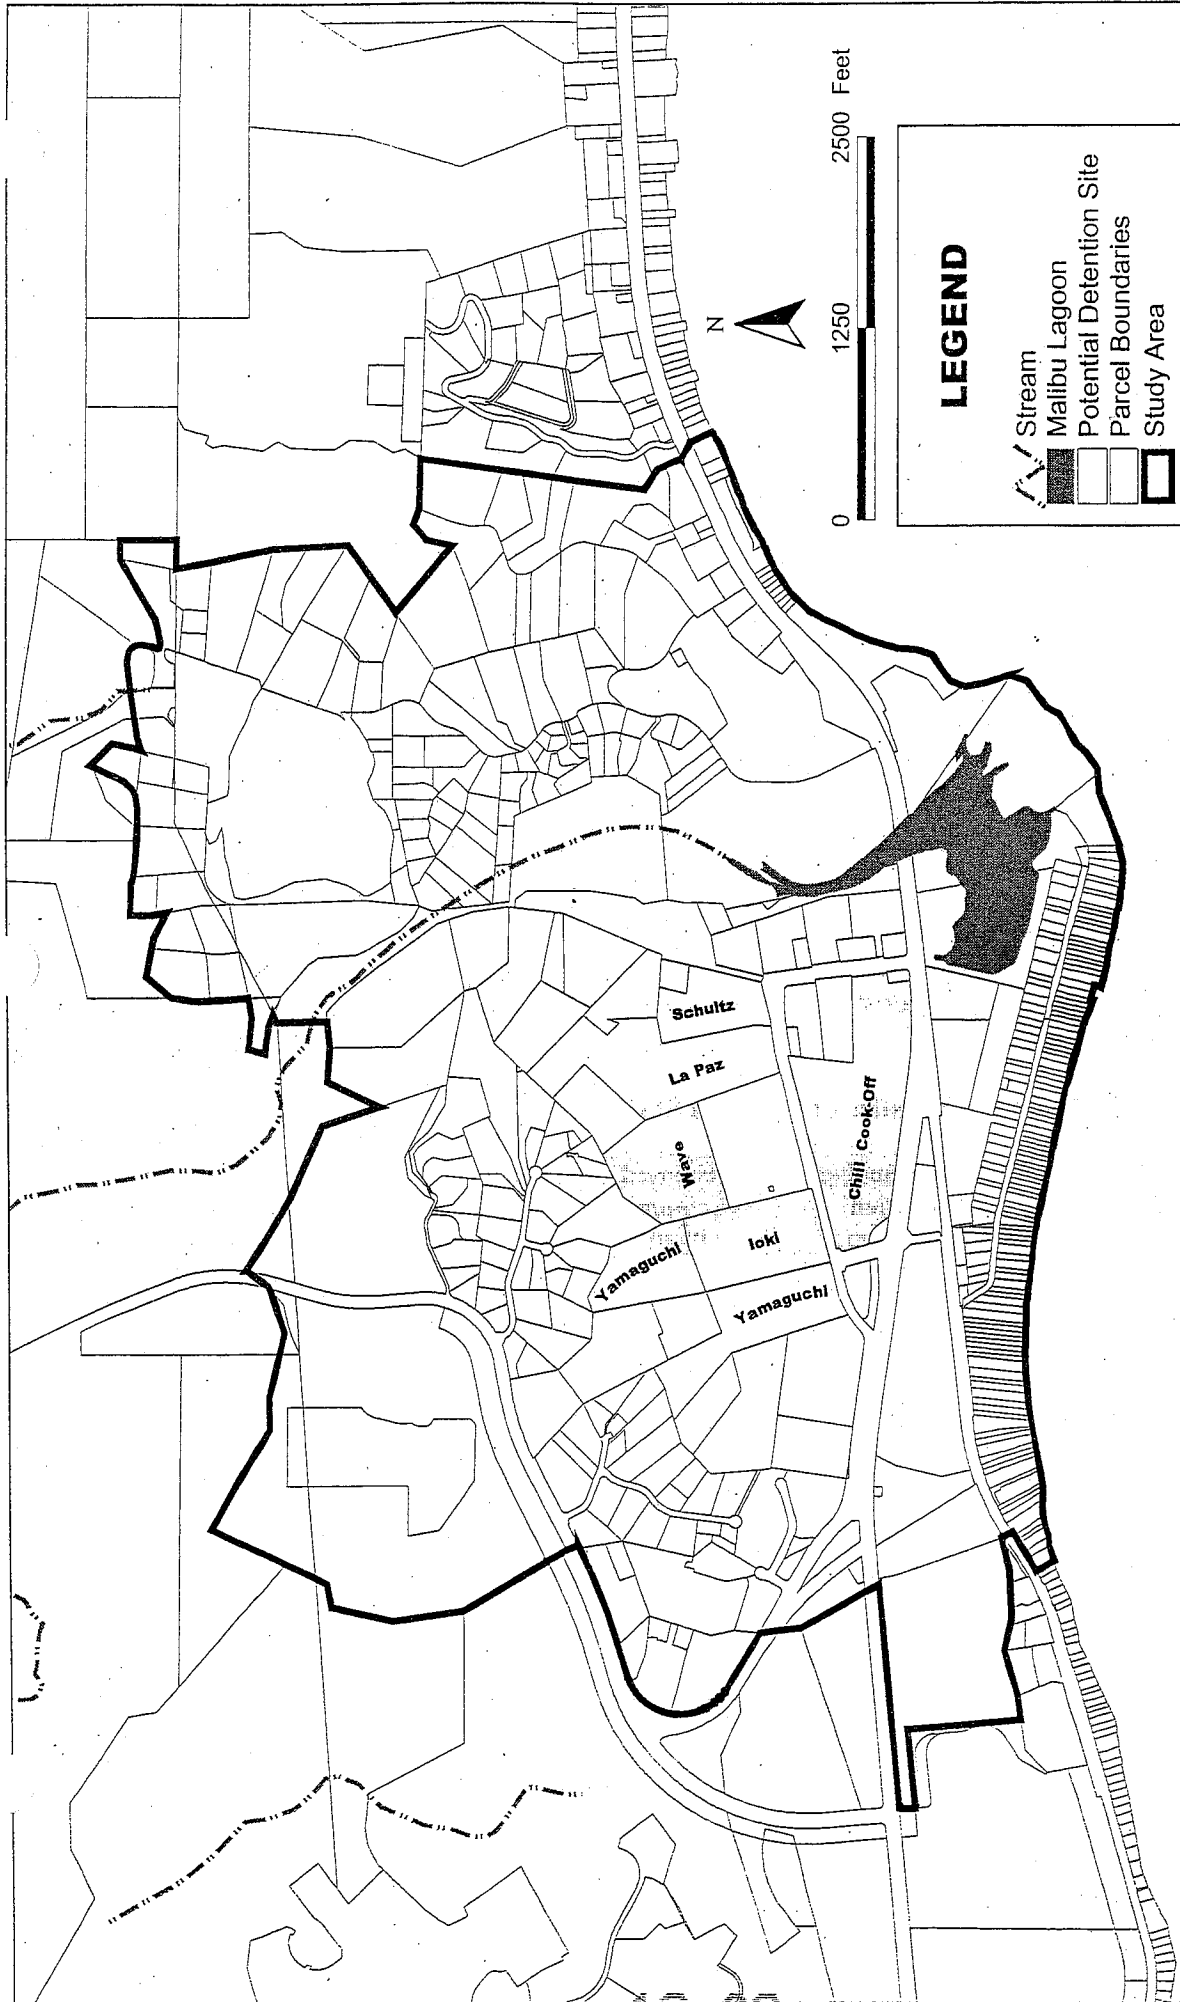 Schultz
La Paz
Wave
Chili Cook-Off
Yamaguchi
Ioki
Yamaguchi
N
0 1250 2500 Feet
LEGEND
Stream
Malibu Lagoon
Potential Detention Site
Parcel Boundaries
Study Area